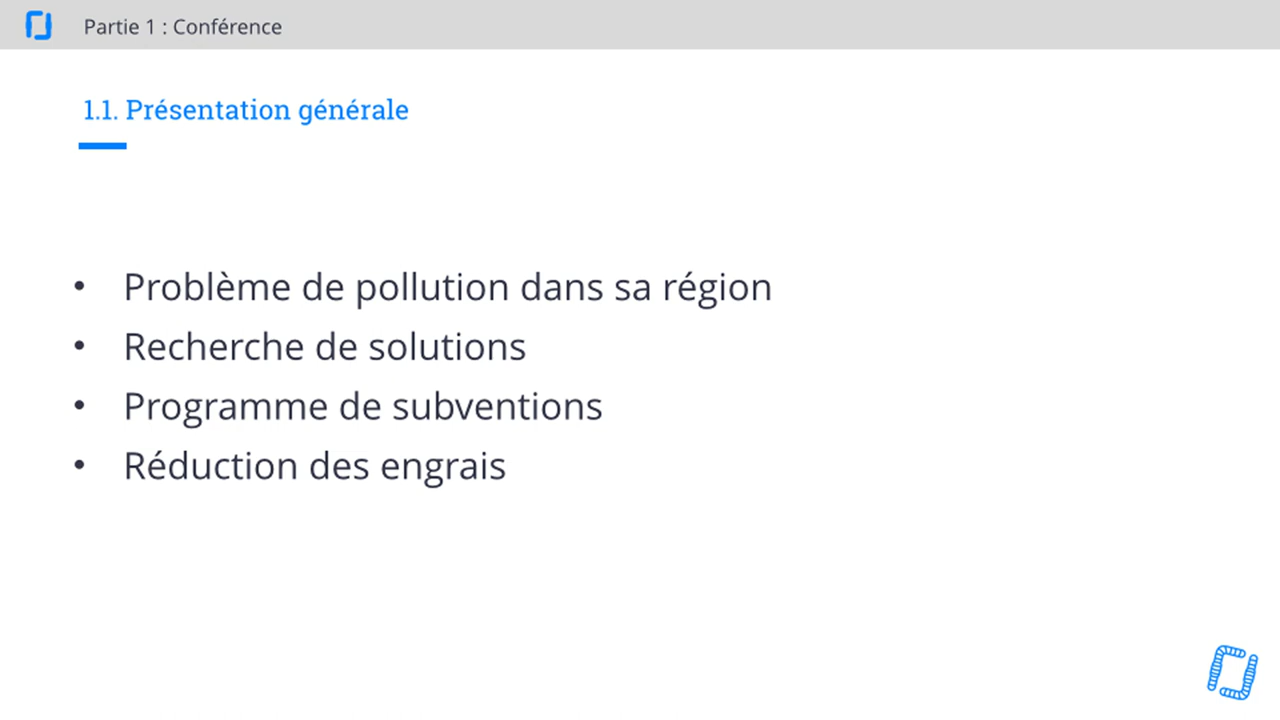 Partie 1 : Conférence
1.1. Présentation générale
• Problème de pollution dans sa région
• Recherche de solutions
• Programme de subventions
• Réduction des engrais